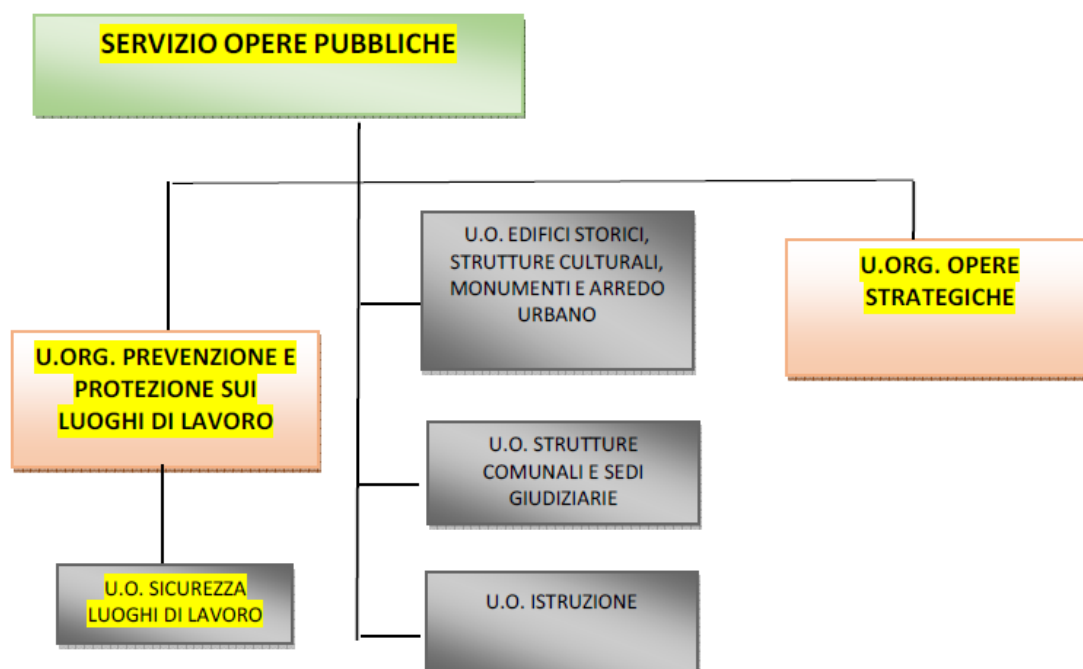 SERVIZIO OPERE PUBBLICHE
U.O. EDIFICI STORICI,
STRUTTURE CULTURALI,
MONUMENTI E ARREDO
URBANO
U.ORG. OPERE
STRATEGICHE
U.ORG. PREVENZIONE E
PROTEZIONE SUI
LUOGHI DI LAVORO
U.O. STRUTTURE
COMUNALI E SEDI
GIUDIZIARIE
U.O. SICUREZZA
LUOGHI DI LAVORO
U.O. ISTRUZIONE